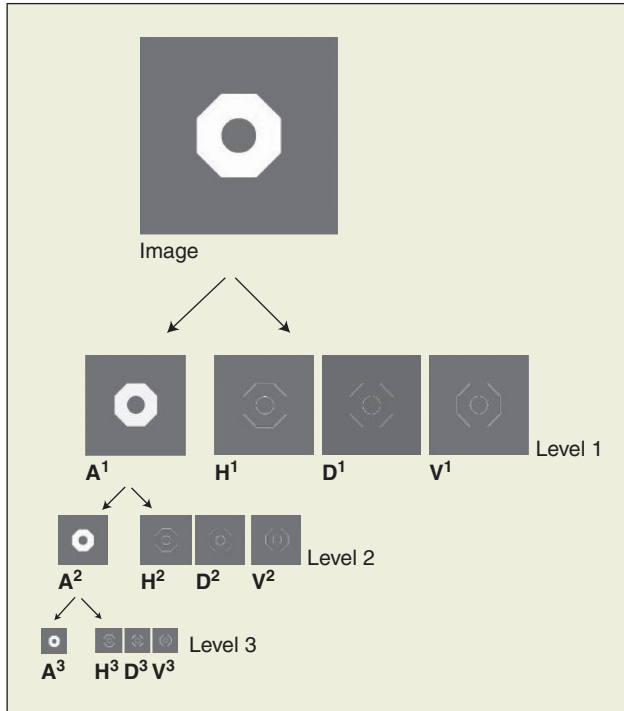 Image
A¹ H¹ D¹ V¹ Level 1
A² H² D² V² Level 2
A³ H³ D³ V³ Level 3